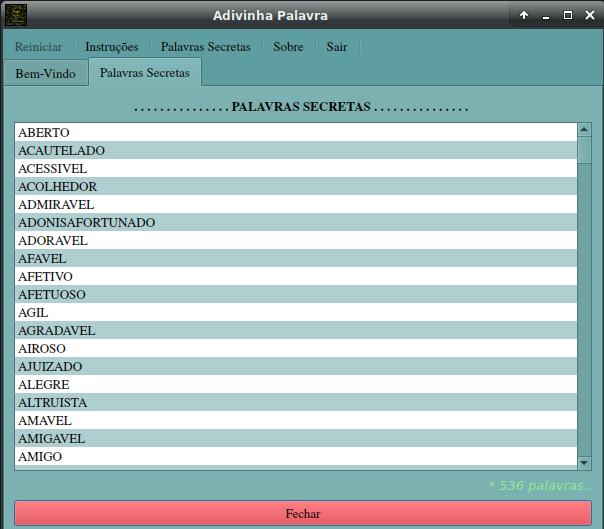 Adivinha Palavra
Reiniciar Instruções Palavras Secretas Sobre Sair
Bem-Vindo Palavras Secretas
. . . . . . . . . . . . . . . PALAVRAS SECRETAS . . . . . . . . . . . . . . .
ABERTO
ACAUTELADO
ACESSIVEL
ACOLHEDOR
ADMIRAVEL
ADONISAFORTUNADO
ADORAVEL
AFAVEL
AFETIVO
AFETUOSO
AGIL
AGRADAVEL
AIROSO
AJUIZADO
ALEGRE
ALTRUISTA
AMAVEL
AMIGAVEL
AMIGO
* 536 palavras..
Fechar